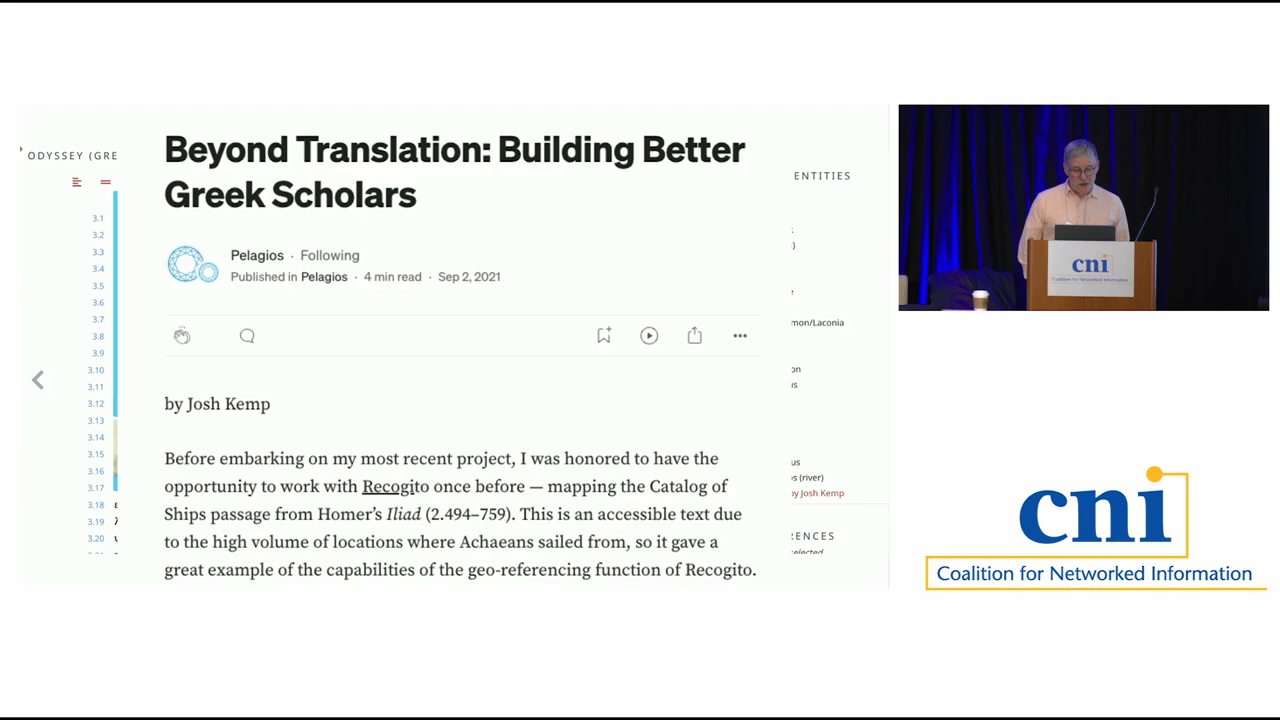 ODYSSEY (GRE
3.1
3.2
3.3
3.4
3.5
3.6
3.7
3.8
3.9
3.10
3.11
3.12
3.13
3.14
3.15
3.16
3.17
3.18 ε
3.19
3.20
Beyond Translation: Building Better
Greek Scholars
Pelagios · Following
Published in Pelagios · 4 min read · Sep 2, 2021
by Josh Kemp
Before embarking on my most recent project, I was honored to have the
opportunity to work with Recogito once before — mapping the Catalog of
Ships passage from Homer’s Iliad (2.494–759). This is an accessible text due
to the high volume of locations where Achaeans sailed from, so it gave a
great example of the capabilities of the geo-referencing function of Recogito.
ENTITIES
mon/Laconia
on
us
us
s (river)
by Josh Kemp
RENCES
elected
cni
Coalition for Networked Information
cni
Coalition for Networked Information